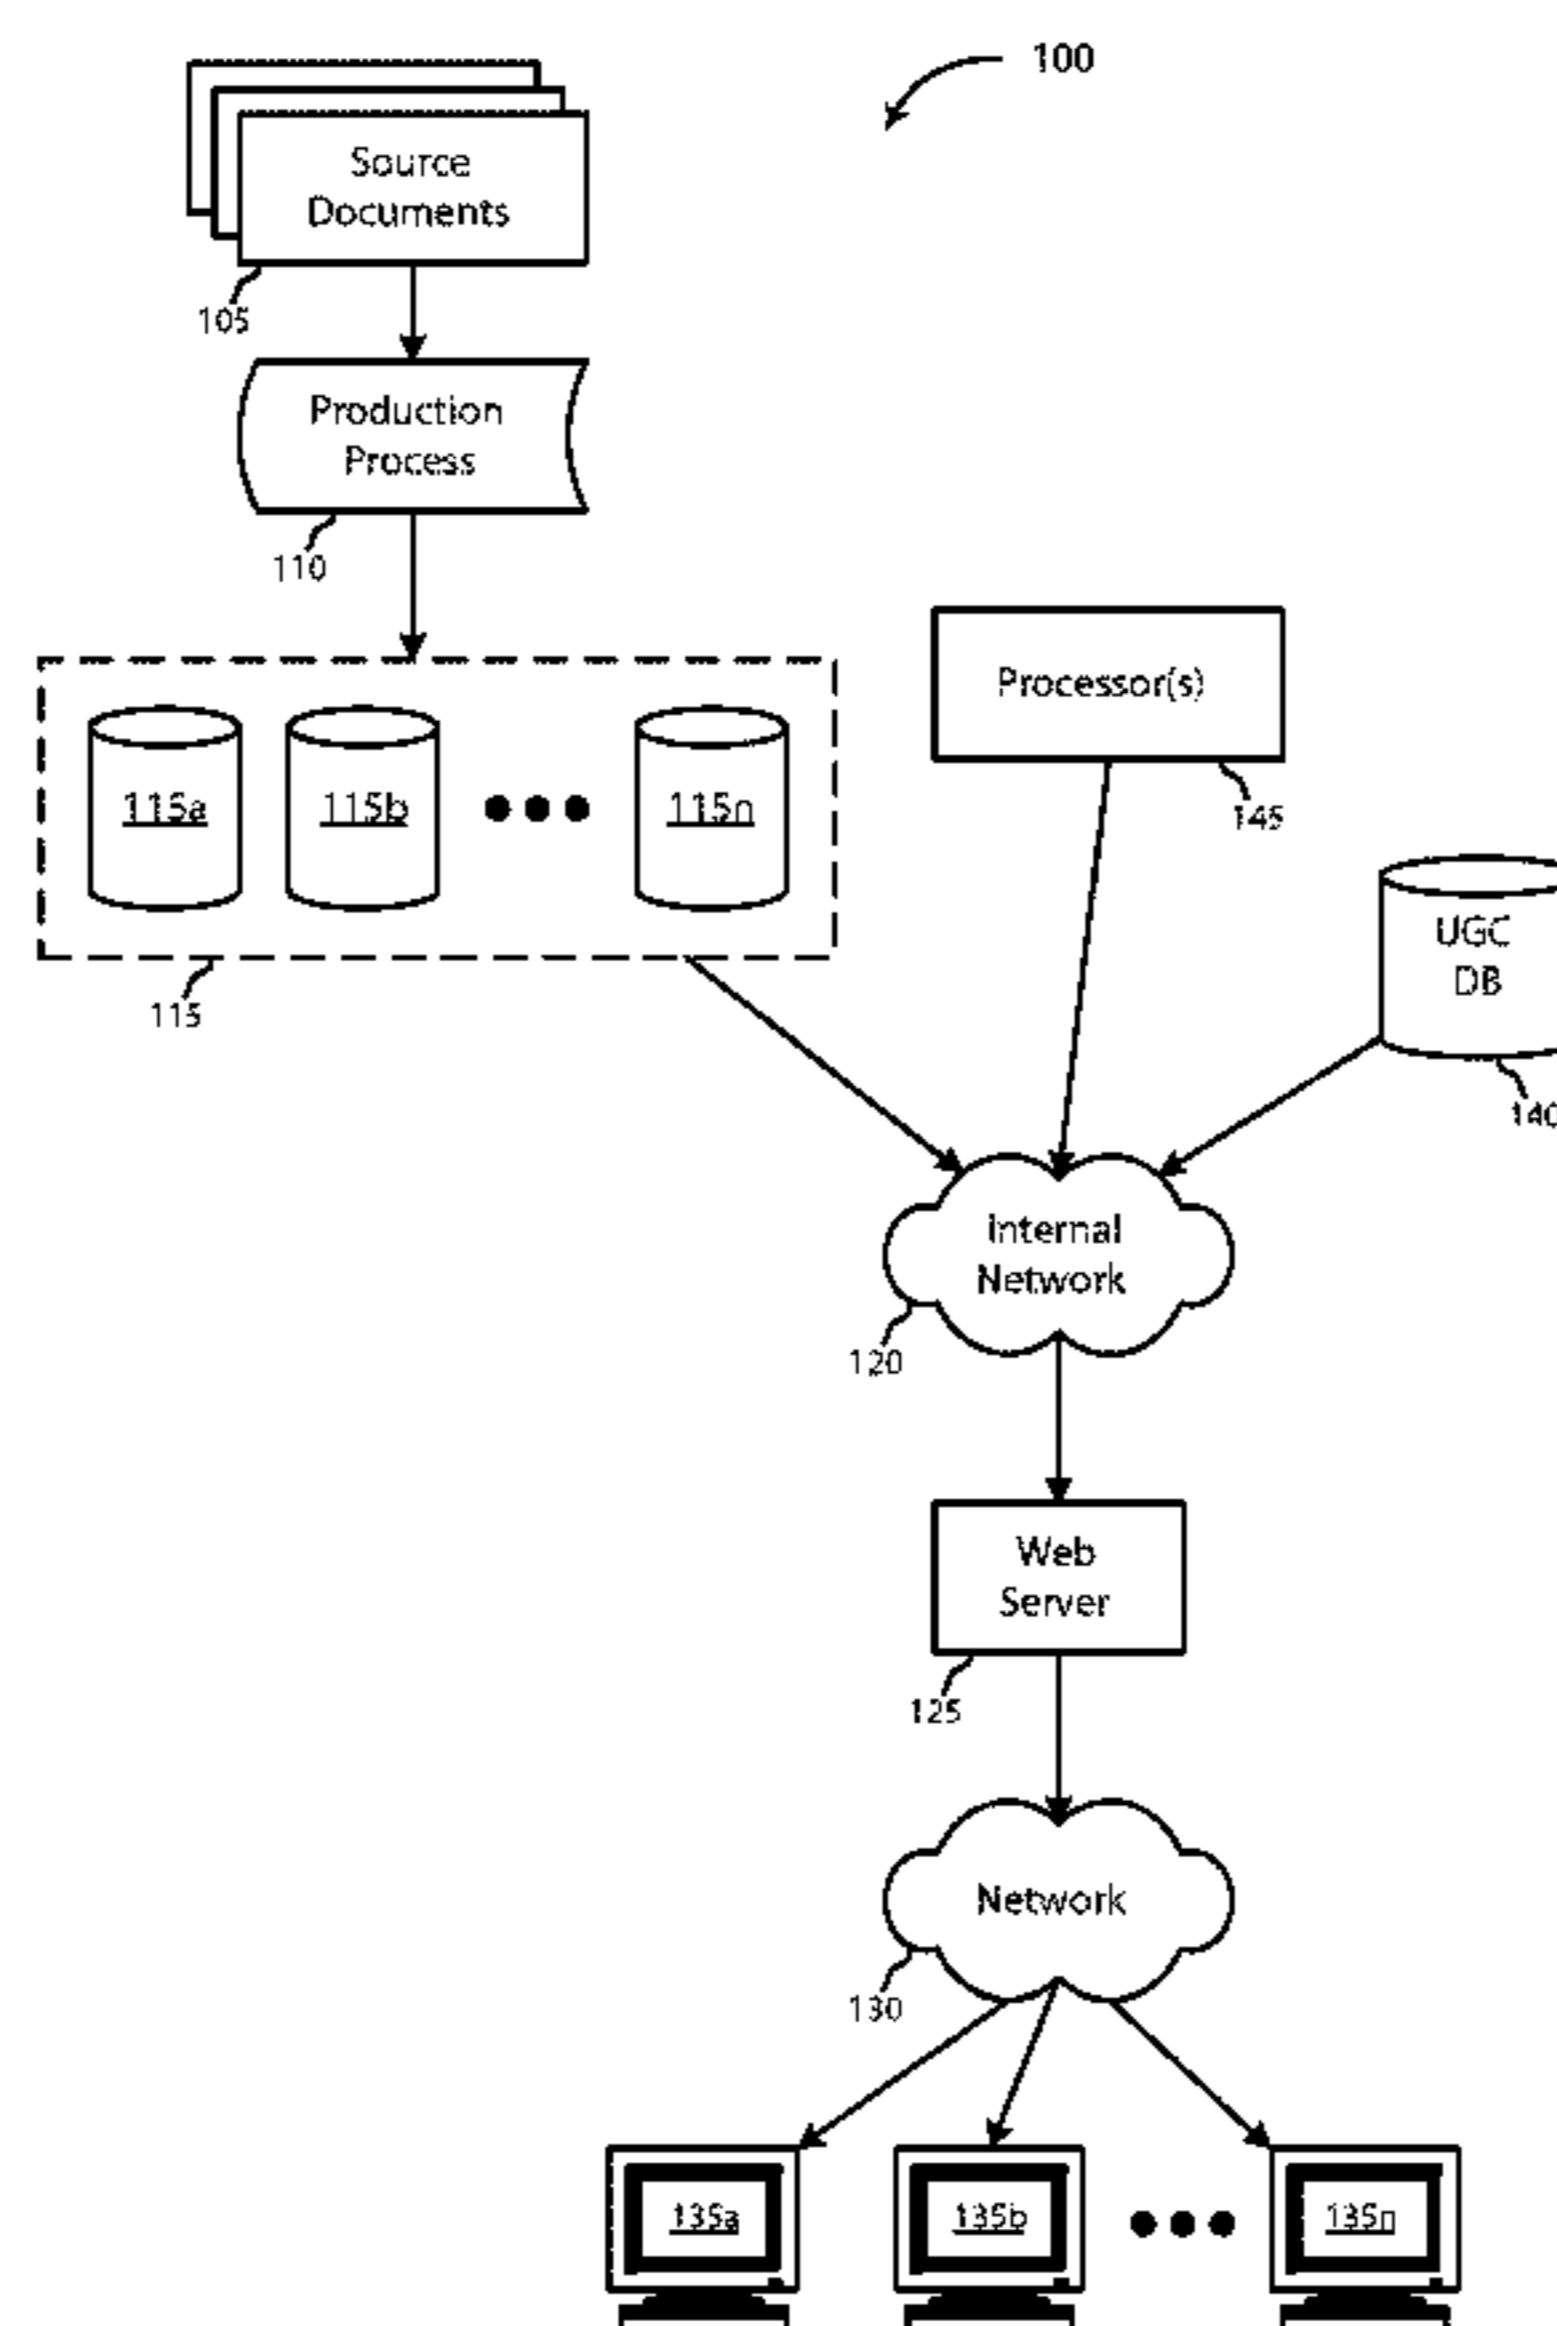 100
Source
Documents
105
Production
Process
110
Processor(s)
145
115a
115b
115n
115
UGC
DB
140
Internal
Network
120
Web
Server
125
Network
130
135a
135b
135n